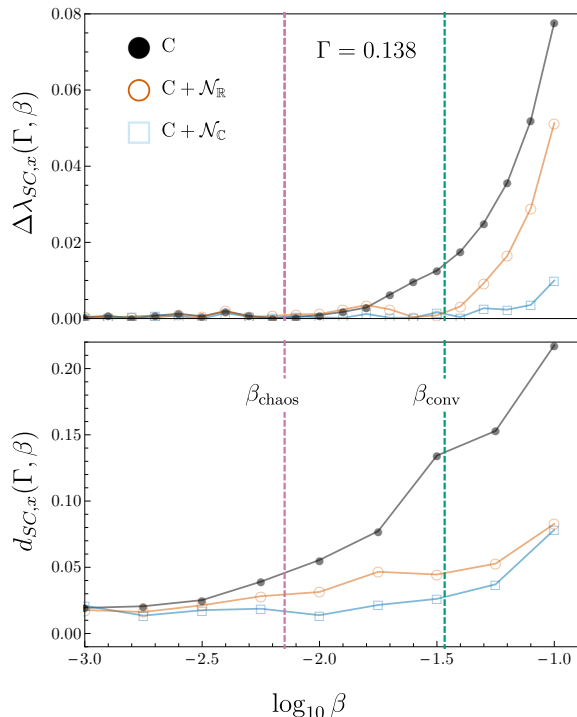 0.08
0.06
0.04
0.02
0.00
Δλ_{SC,x}(Γ, β)
C
C + 𝒩_ℝ
C + 𝒩_ℂ
Γ = 0.138
0.20
0.15
0.10
0.05
0.00
d_{SC,x}(Γ, β)
β_chaos
β_conv
−3.0 −2.5 −2.0 −1.5 −1.0
log₁₀ β